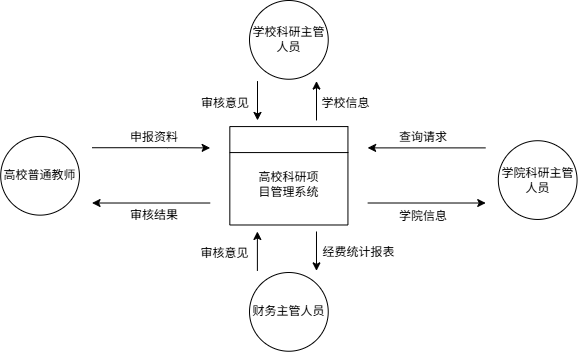 学校科研主管
人员
审核意见
学校信息
申报资料
查询请求
高校普通教师
高校科研项
目管理系统
学院科研主管
人员
审核结果
学院信息
审核意见
经费统计报表
财务主管人员